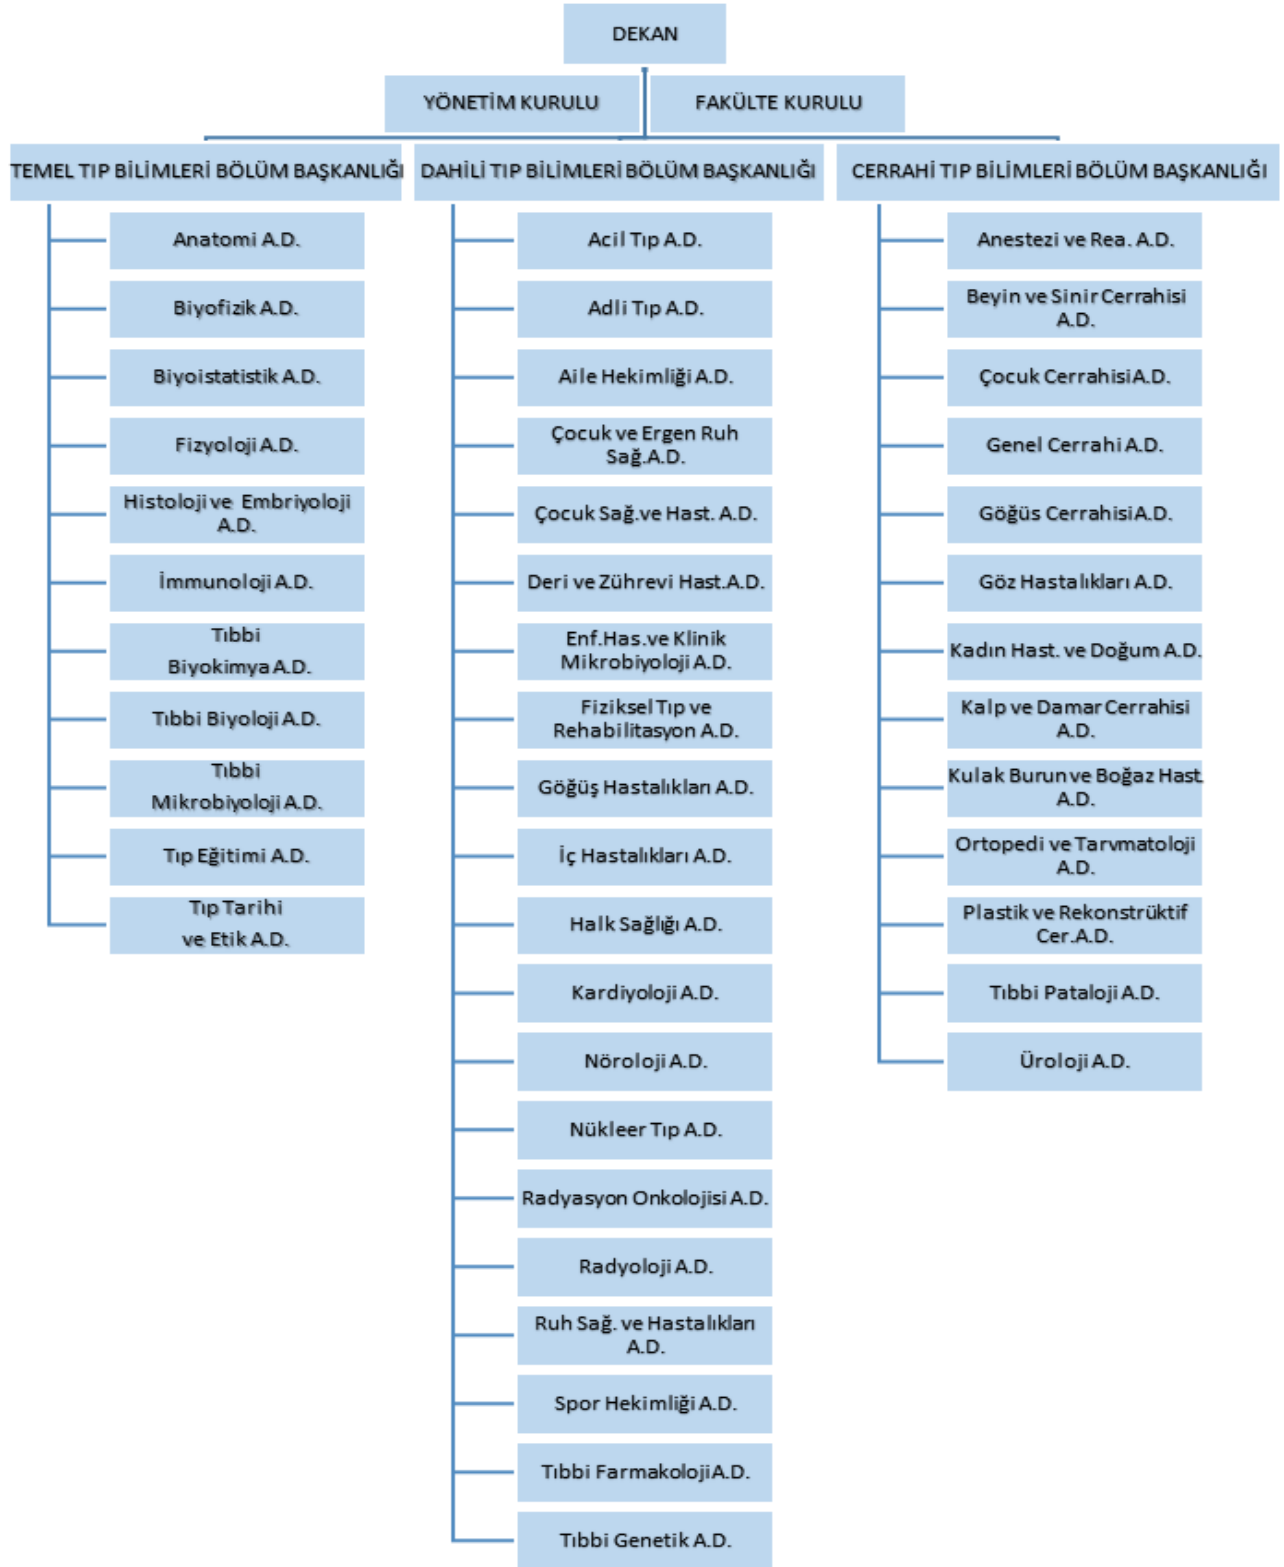 DEKAN
YÖNETİM KURULU
FAKÜLTE KURULU
TEMEL TIP BİLİMLERİ BÖLÜM BAŞKANLIĞI
Anatomi A.D.
Biyofizik A.D.
Biyoistatistik A.D.
Fizyoloji A.D.
Histoloji ve Embriyoloji
A.D.
İmmunoloji A.D.
Tıbbi
Biyokimya A.D.
Tıbbi Biyoloji A.D.
Tıbbi
Mikrobiyoloji A.D.
Tıp Eğitimi A.D.
Tıp Tarihi
ve Etik A.D.
DAHİLİ TIP BİLİMLERİ BÖLÜM BAŞKANLIĞI
Acil Tıp A.D.
Adli Tıp A.D.
Aile Hekimliği A.D.
Çocuk ve Ergen Ruh
Sağ.A.D.
Çocuk Sağ.ve Hast. A.D.
Deri ve Zührevi Hast.A.D.
Enf.Has.ve Klinik
Mikrobiyoloji A.D.
Fiziksel Tıp ve
Rehabilitasyon A.D.
Göğüş Hastalıkları A.D.
İç Hastalıkları A.D.
Halk Sağlığı A.D.
Kardiyoloji A.D.
Nöroloji A.D.
Nükleer Tıp A.D.
Radyasyon Onkolojisi A.D.
Radyoloji A.D.
Ruh Sağ. ve Hastalıkları
A.D.
Spor Hekimliği A.D.
Tıbbi Farmakoloji A.D.
Tıbbi Genetik A.D.
CERRAHİ TIP BİLİMLERİ BÖLÜM BAŞKANLIĞI
Anestezi ve Rea. A.D.
Beyin ve Sinir Cerrahisi
A.D.
Çocuk Cerrahisi A.D.
Genel Cerrahi A.D.
Göğüs Cerrahisi A.D.
Göz Hastalıkları A.D.
Kadın Hast. ve Doğum A.D.
Kalp ve Damar Cerrahisi
A.D.
Kulak Burun ve Boğaz Hast.
A.D.
Ortopedi ve Tarvmatoloji
A.D.
Plastik ve Rekonstrüktif
Cer.A.D.
Tıbbi Pataloji A.D.
Üroloji A.D.